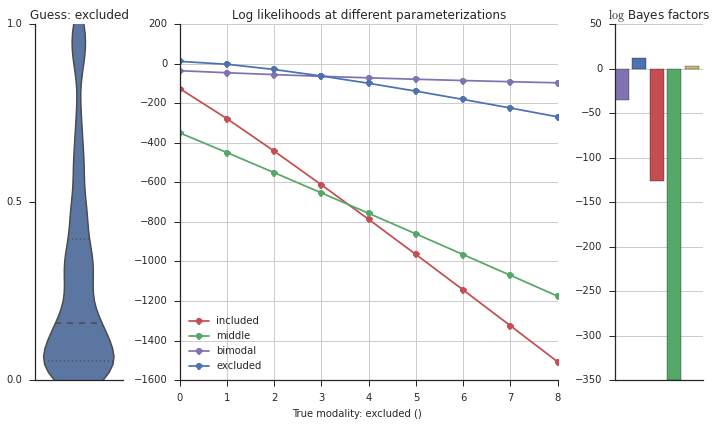 Guess: excluded
1.0
0.5
0.0
Log likelihoods at different parameterizations
200
0
−200
−400
−600
−800
−1000
−1200
−1400
−1600
included
middle
bimodal
excluded
0 1 2 3 4 5 6 7 8
True modality: excluded ()
log Bayes factors
50
0
−50
−100
−150
−200
−250
−300
−350